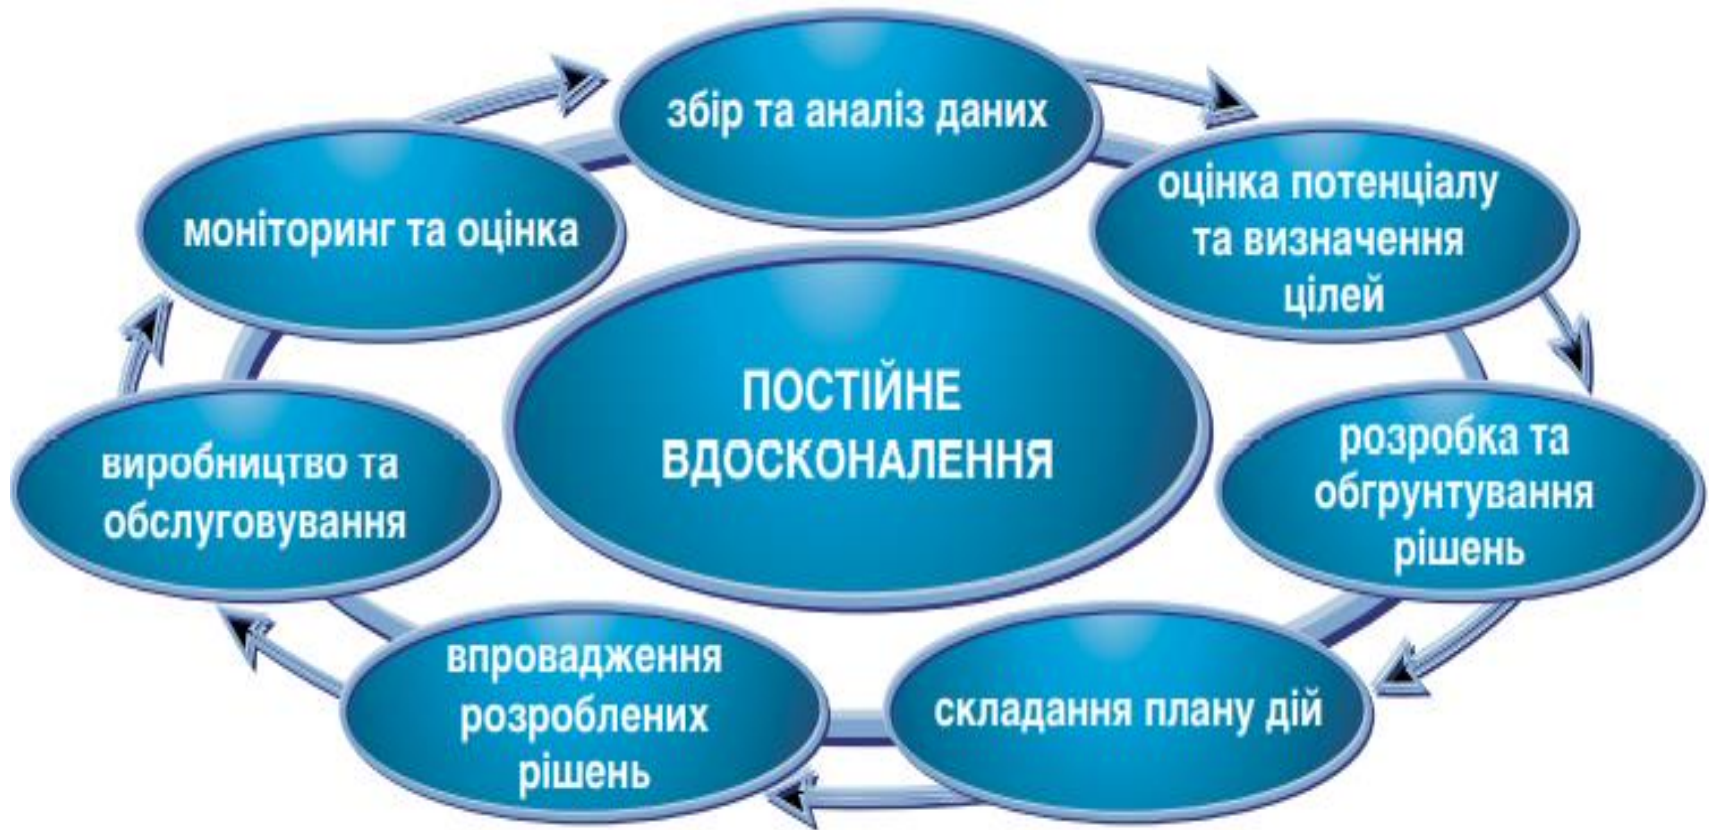 збір та аналіз даних
оцінка потенціалу
та визначення
цілей
розробка та
обгрунтування
рішень
складання плану дій
впровадження
розроблених
рішень
виробництво та
обслуговування
моніторинг та оцінка
ПОСТІЙНЕ
ВДОСКОНАЛЕННЯ